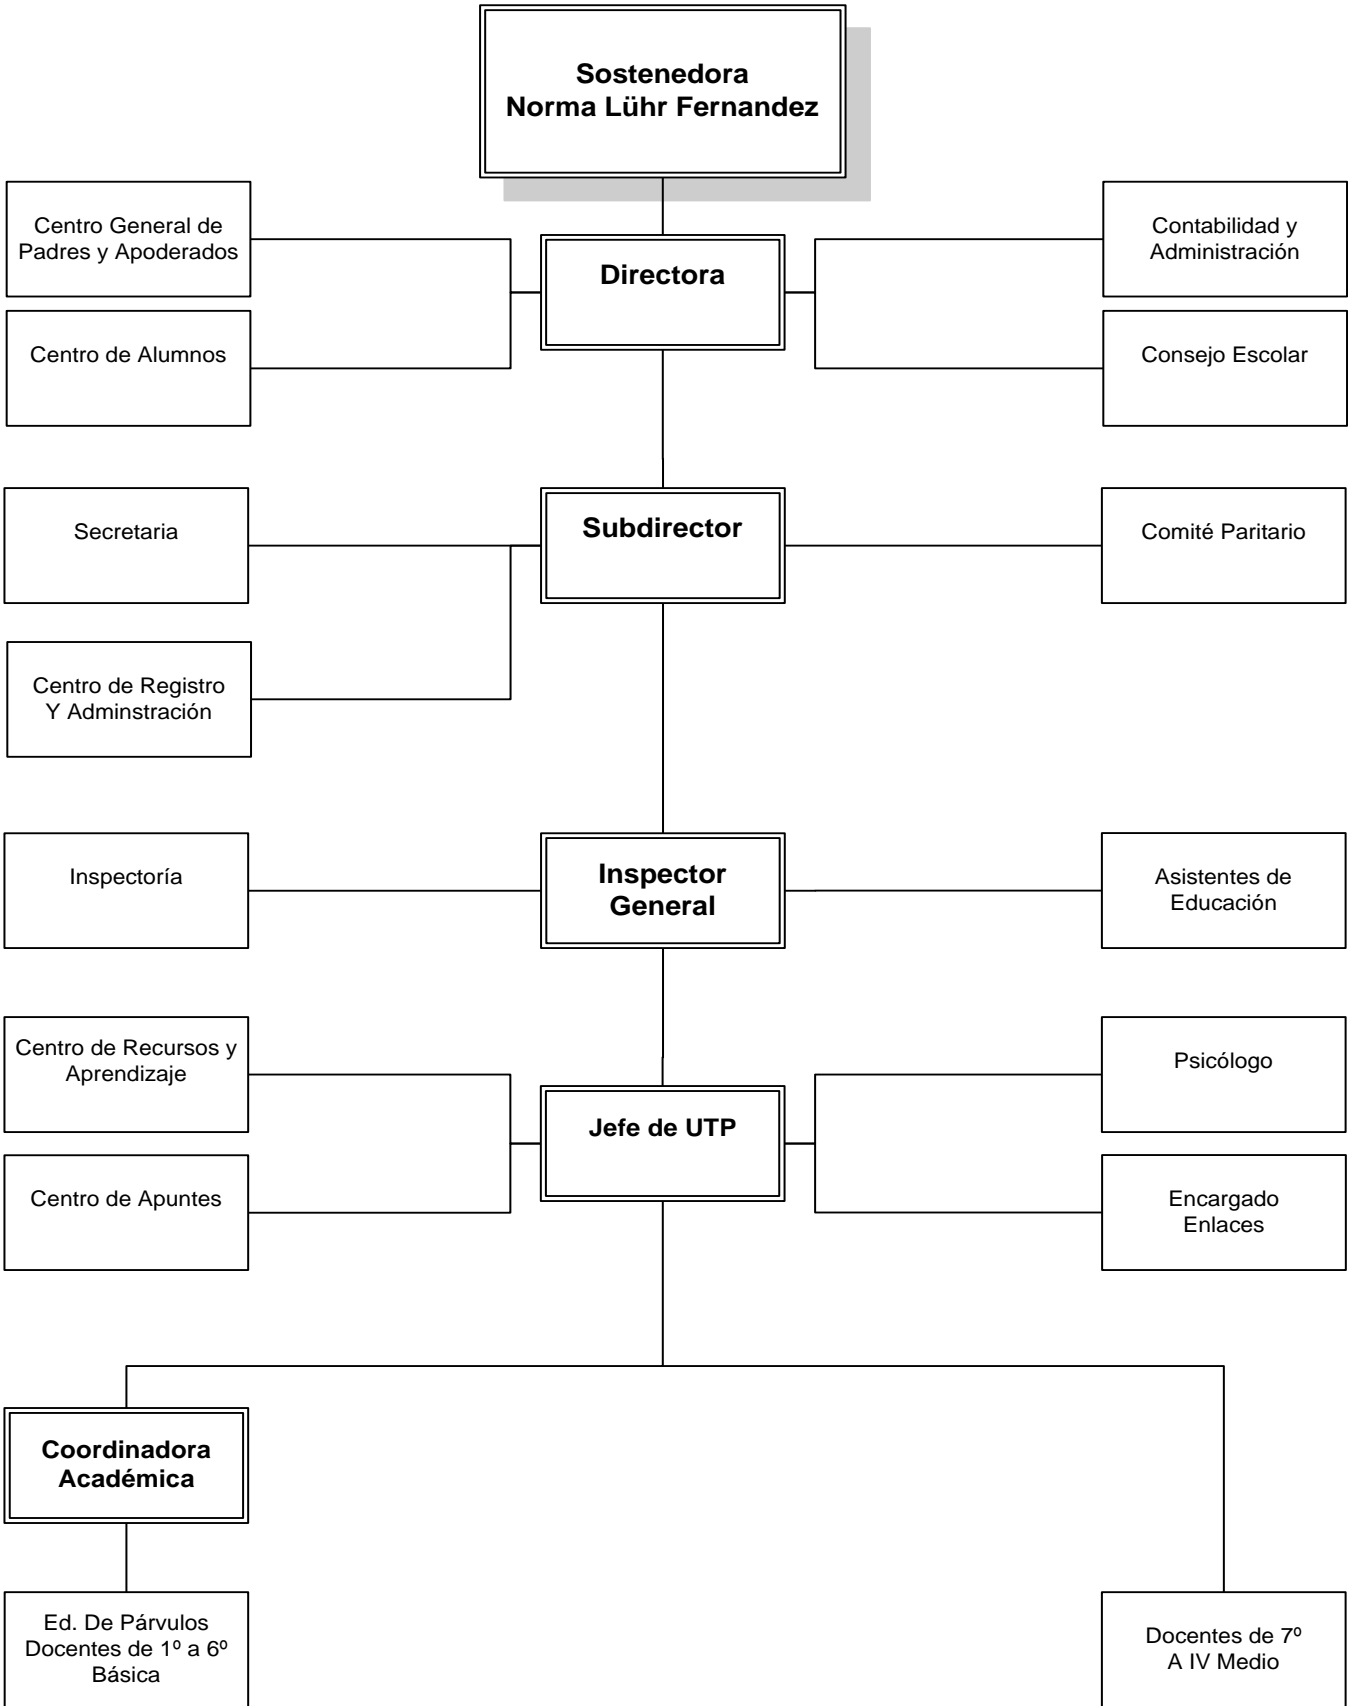 Sostenedora
Norma Lühr Fernandez
Centro General de
Padres y Apoderados
Directora
Contabilidad y
Administración
Centro de Alumnos
Consejo Escolar
Secretaria
Subdirector
Comité Paritario
Centro de Registro
Y Adminstración
Inspectoría
Inspector
General
Asistentes de
Educación
Centro de Recursos y
Aprendizaje
Jefe de UTP
Psicólogo
Centro de Apuntes
Encargado
Enlaces
Coordinadora
Académica
Ed. De Párvulos
Docentes de 1º a 6º
Básica
Docentes de 7º
A IV Medio